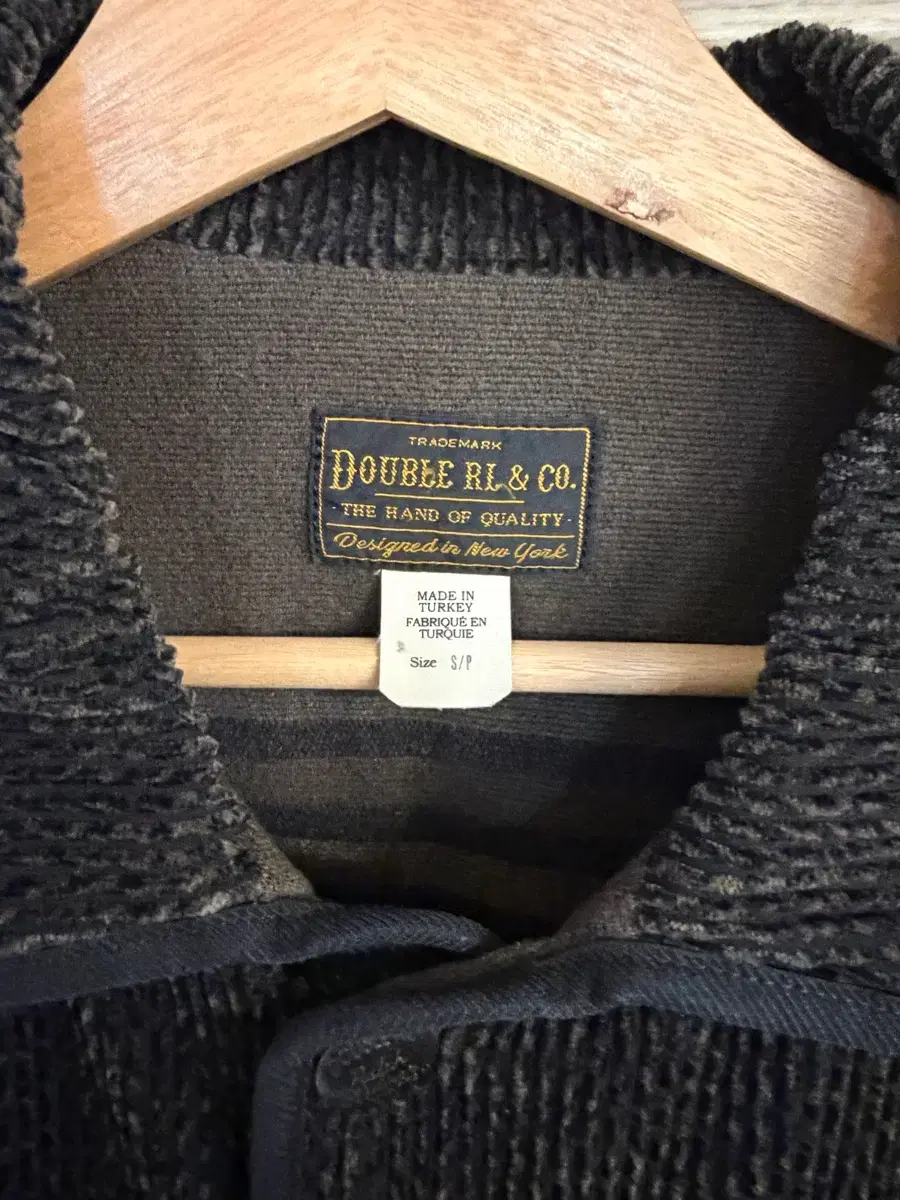 TRADEMARK
DOUBLE RL & CO.
- THE HAND OF QUALITY -
Designed in New York
MADE IN
TURKEY
FABRIQUÉ EN
TURQUIE
Size S/P